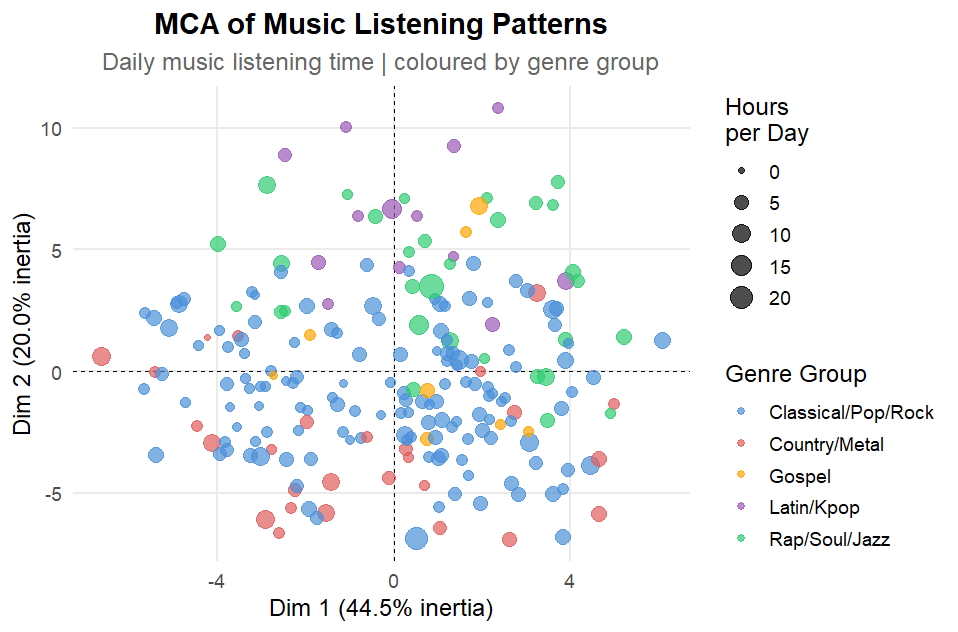 MCA of Music Listening Patterns
Daily music listening time | coloured by genre group
Dim 2 (20.0% inertia)
10
5
0
-5
-4
0
4
Dim 1 (44.5% inertia)
Hours
per Day
0
5
10
15
20
Genre Group
Classical/Pop/Rock
Country/Metal
Gospel
Latin/Kpop
Rap/Soul/Jazz